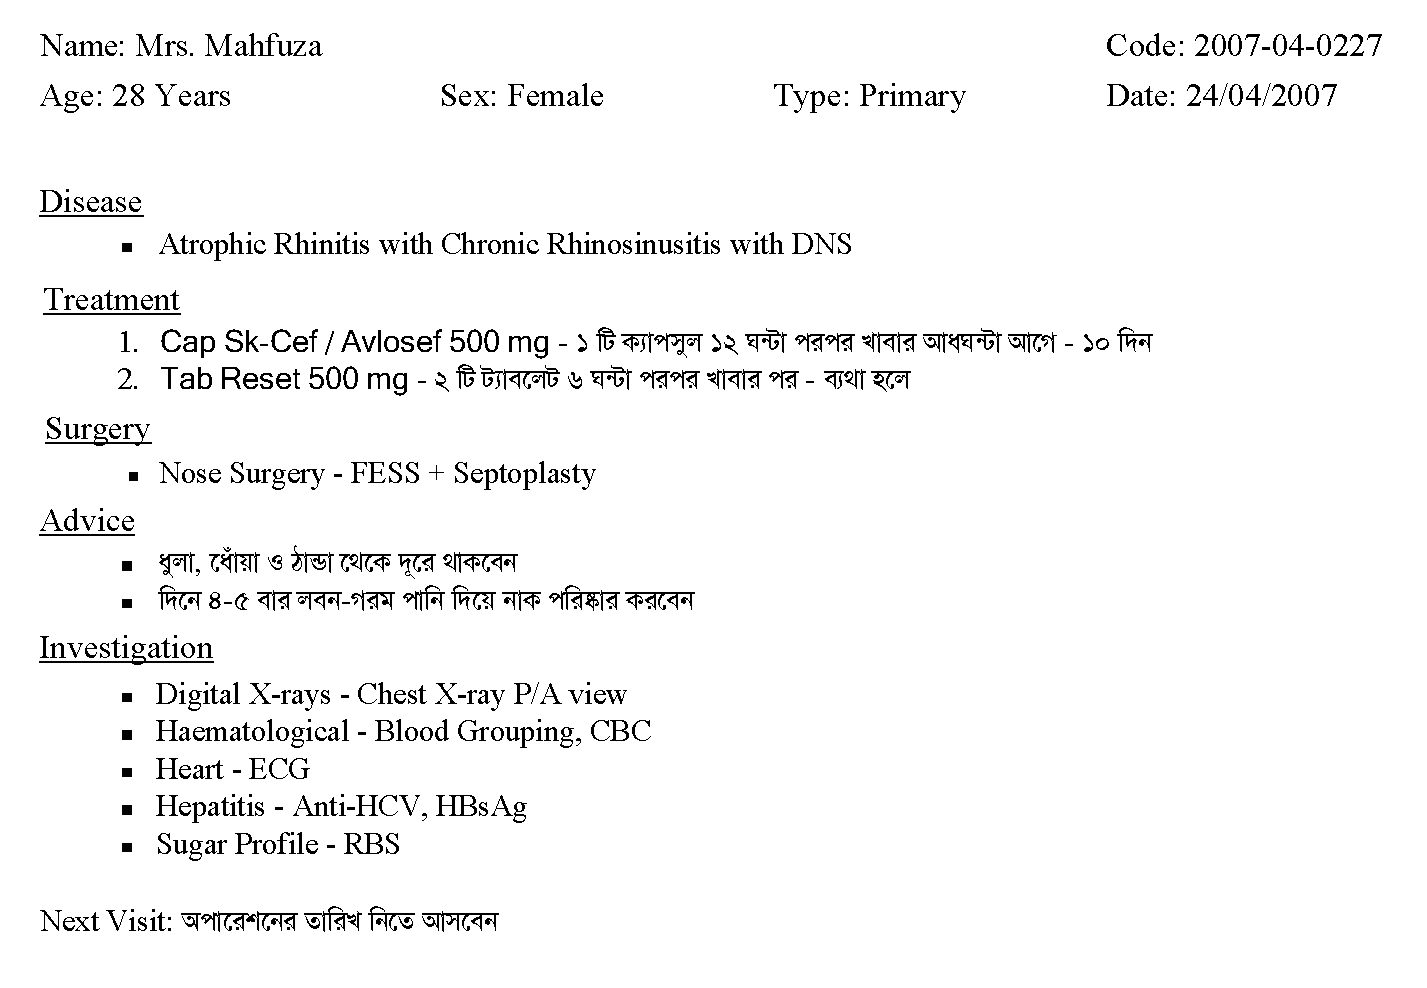 Name: Mrs. Mahfuza Code: 2007-04-0227
Age: 28 Years Sex: Female Type: Primary Date: 24/04/2007
Disease
▪ Atrophic Rhinitis with Chronic Rhinosinusitis with DNS
Treatment
1. Cap Sk-Cef / Avlosef 500 mg - ১ টি ক্যাপসুল ১২ ঘন্টা পরপর খাবার আধঘন্টা আগে - ১০ দিন
2. Tab Reset 500 mg - ২ টি ট্যাবলেট ৬ ঘন্টা পরপর খাবার পর - ব্যথা হলে
Surgery
▪ Nose Surgery - FESS + Septoplasty
Advice
▪ ধুলা, ধোঁয়া ও ঠান্ডা থেকে দূরে থাকবেন
▪ দিনে ৪-৫ বার লবন-গরম পানি দিয়ে নাক পরিষ্কার করবেন
Investigation
▪ Digital X-rays - Chest X-ray P/A view
▪ Haematological - Blood Grouping, CBC
▪ Heart - ECG
▪ Hepatitis - Anti-HCV, HBsAg
▪ Sugar Profile - RBS
Next Visit: অপারেশনের তারিখ নিতে আসবেন